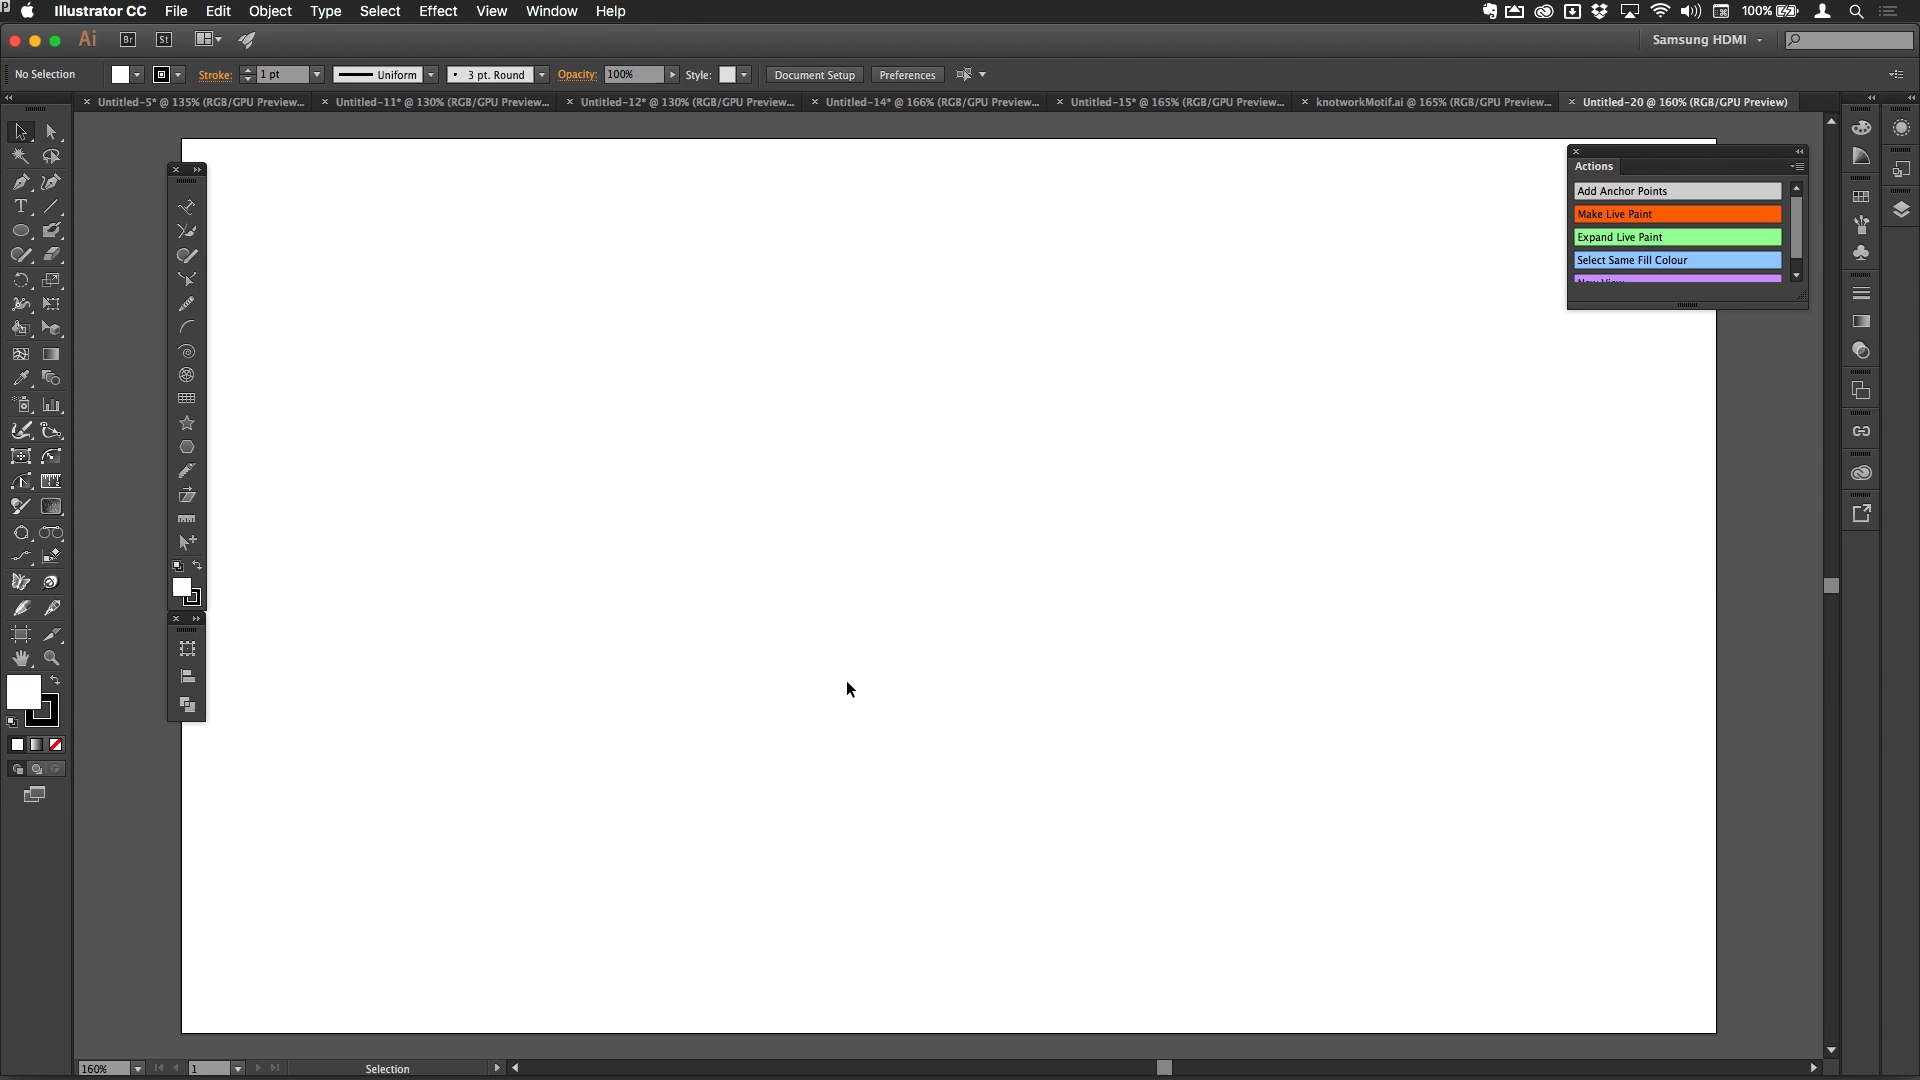 Illustrator CC File Edit Object Type Select Effect View Window Help 100%
Ai Br St Samsung HDMI
No Selection Stroke: 1 pt Uniform 3 pt. Round Opacity: 100% Style: Document Setup Preferences
Untitled-5* @ 135% (RGB/GPU Preview... Untitled-11* @ 130% (RGB/GPU Preview... Untitled-12* @ 130% (RGB/GPU Preview... Untitled-14* @ 166% (RGB/GPU Preview... Untitled-15* @ 165% (RGB/GPU Preview... knotworkMotif.ai @ 165% (RGB/GPU Preview... Untitled-20 @ 160% (RGB/GPU Preview)
Actions
Add Anchor Points
Make Live Paint
Expand Live Paint
Select Same Fill Colour
160% 1 Selection